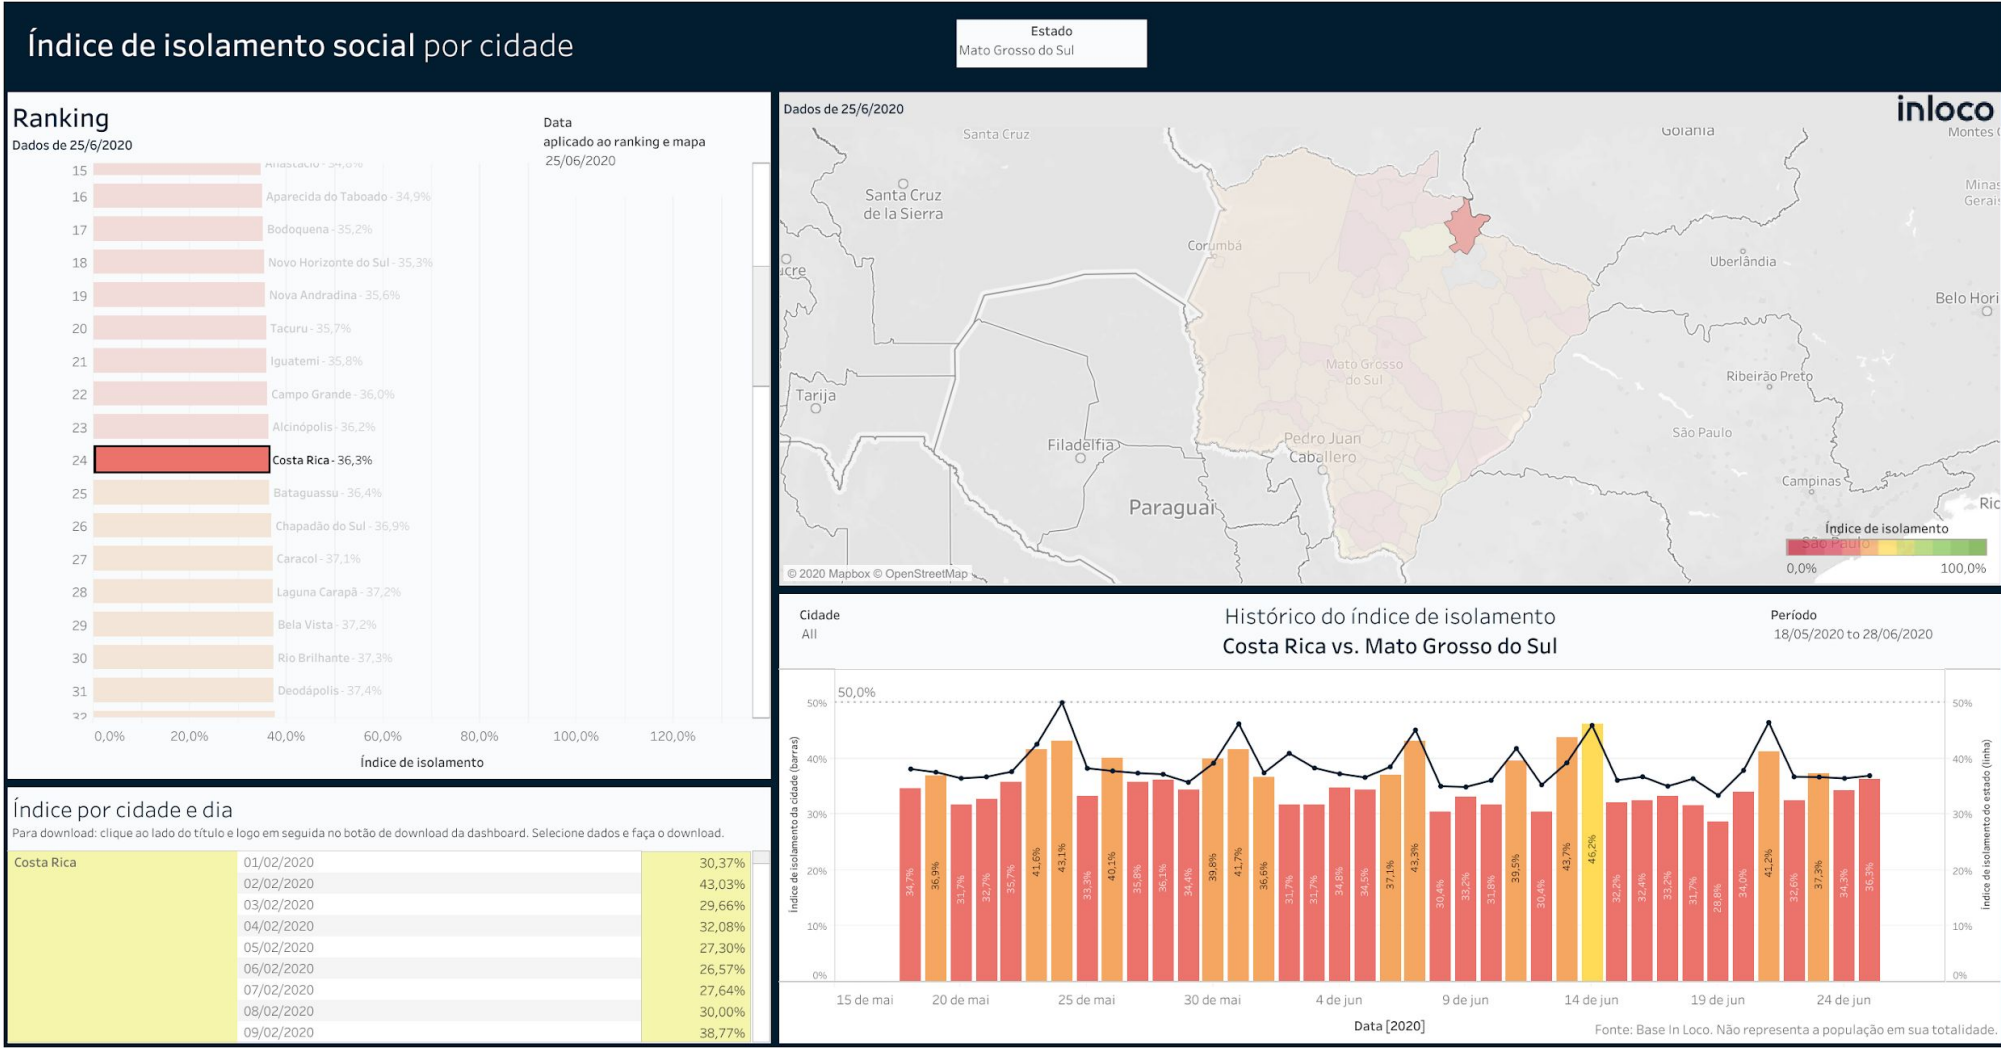 Índice de isolamento social por cidade
Estado
Mato Grosso do Sul
Ranking
Dados de 25/6/2020
Data
aplicado ao ranking e mapa
25/06/2020
15 Anastácio - 34,8%
16 Aparecida do Taboado - 34,9%
17 Bodoquena - 35,2%
18 Novo Horizonte do Sul - 35,3%
19 Nova Andradina - 35,6%
20 Tacuru - 35,7%
21 Iguatemi - 35,8%
22 Campo Grande - 36,0%
23 Alcinópolis - 36,2%
24 Costa Rica - 36,3%
25 Bataguassu - 36,4%
26 Chapadão do Sul - 36,9%
27 Caracol - 37,1%
28 Laguna Carapã - 37,2%
29 Bela Vista - 37,2%
30 Rio Brilhante - 37,3%
31 Deodápolis - 37,4%
32
0,0% 20,0% 40,0% 60,0% 80,0% 100,0% 120,0%
Índice de isolamento
Índice por cidade e dia
Para download: clique ao lado do título e logo em seguida no botão de download da dashboard. Selecione dados e faça o download.
Costa Rica 01/02/2020 30,37%
02/02/2020 43,03%
03/02/2020 29,66%
04/02/2020 32,08%
05/02/2020 27,30%
06/02/2020 26,57%
07/02/2020 27,64%
08/02/2020 30,00%
09/02/2020 38,77%
Dados de 25/6/2020
inloco
Santa Cruz
Goiânia
Montes C
Santa Cruz
de la Sierra
Minas
Gerais
Corumbá
Uberlândia
ucre
Belo Hori
Mato Grosso
do Sul
Ribeirão Preto
Tarija
Filadélfia
Pedro Juan
Caballero
São Paulo
Campinas
Paraguai
Rio
Índice de isolamento
São Paulo
0,0% 100,0%
© 2020 Mapbox © OpenStreetMap
Cidade
All
Histórico do índice de isolamento
Costa Rica vs. Mato Grosso do Sul
Período
18/05/2020 to 28/06/2020
Índice de isolamento da cidade (barras)
50%
40%
30%
20%
10%
0%
50,0%
34,7%
36,9%
31,7%
32,7%
35,7%
41,6%
43,1%
33,3%
40,1%
35,8%
36,1%
34,4%
39,8%
41,7%
36,6%
31,7%
31,7%
34,8%
34,5%
37,1%
43,3%
30,4%
33,2%
31,8%
39,5%
30,4%
43,7%
46,2%
32,2%
32,4%
33,2%
31,7%
28,8%
34,0%
41,2%
32,6%
37,3%
34,3%
36,3%
50%
40%
30%
20%
10%
0%
Índice de isolamento do estado (linha)
15 de mai 20 de mai 25 de mai 30 de mai 4 de jun 9 de jun 14 de jun 19 de jun 24 de jun
Data [2020]
Fonte: Base In Loco. Não representa a população em sua totalidade.